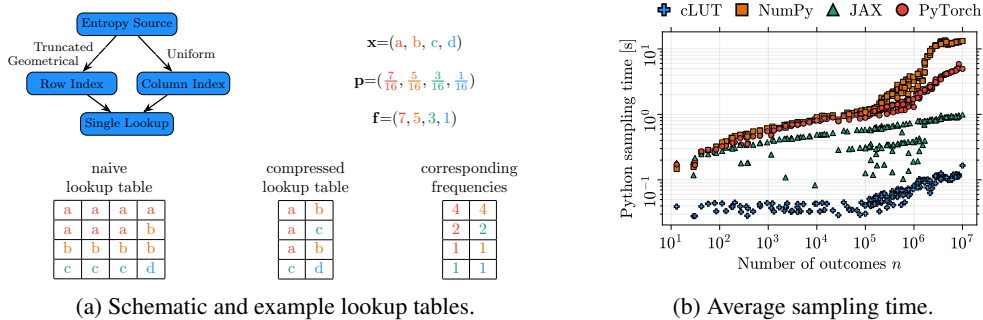 Entropy Source
Truncated
Geometrical
Uniform
Row Index
Column Index
Single Lookup
x=(a, b, c, d)
p=(7/16, 5/16, 3/16, 1/16)
f=(7, 5, 3, 1)
naive
lookup table
a a a a
a a a b
b b b b
c c c d
compressed
lookup table
a b
a c
a b
c d
corresponding
frequencies
4 4
2 2
1 1
1 1
(a) Schematic and example lookup tables.
cLUT NumPy JAX PyTorch
Python sampling time [s]
10^1
10^0
10^-1
10^1 10^2 10^3 10^4 10^5 10^6 10^7
Number of outcomes n
(b) Average sampling time.